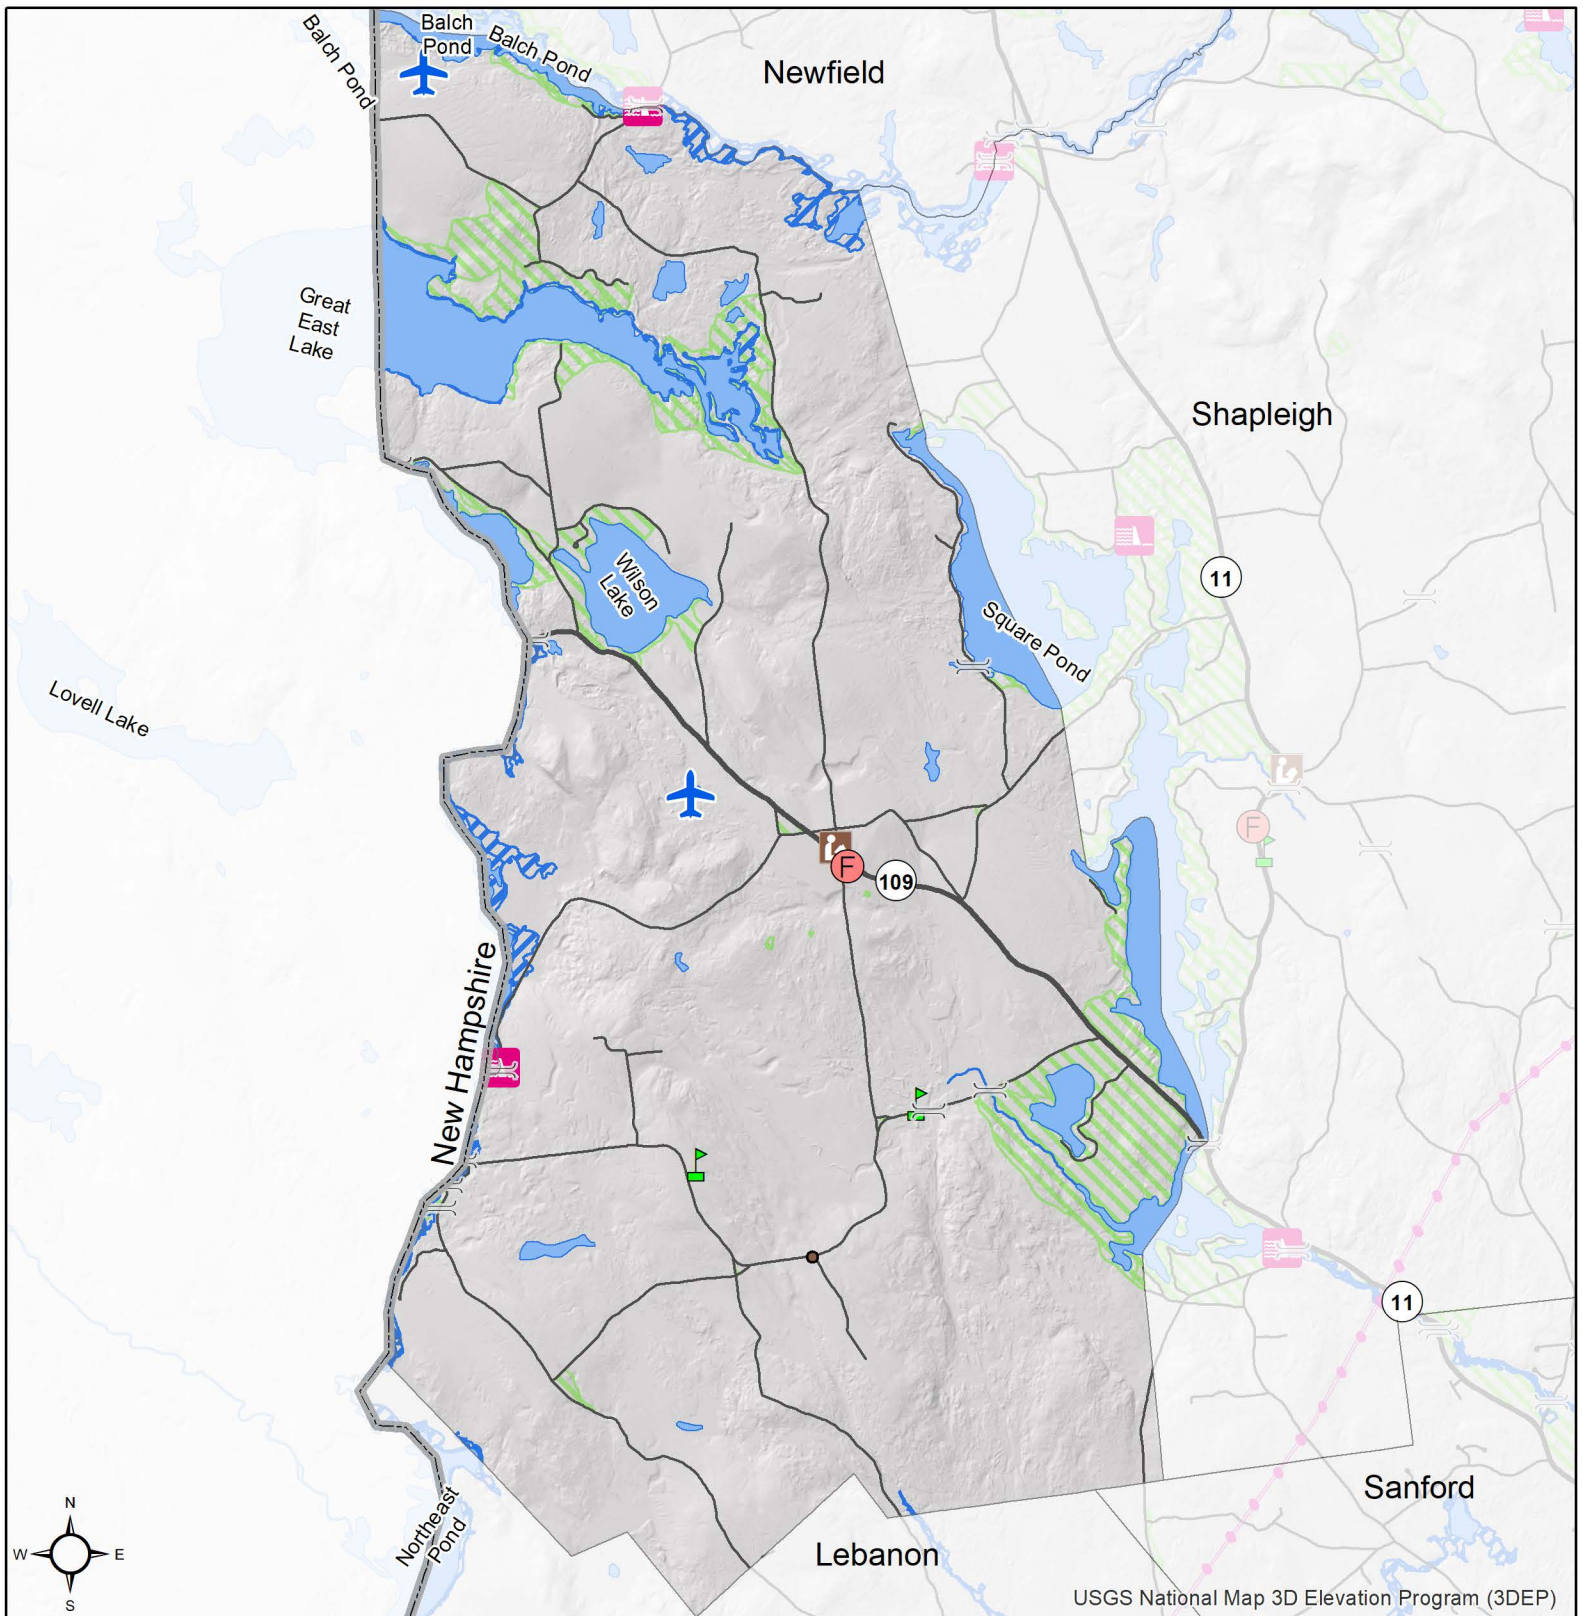 Balch
Pond
Balch Pond
Balch Pond
Newfield
Great
East
Lake
Shapleigh
11
Wilson
Lake
Square Pond
Lovell Lake
F
F
109
New Hampshire
11
Sanford
Northeast
Pond
Lebanon
N
W
E
S
USGS National Map 3D Elevation Program (3DEP)